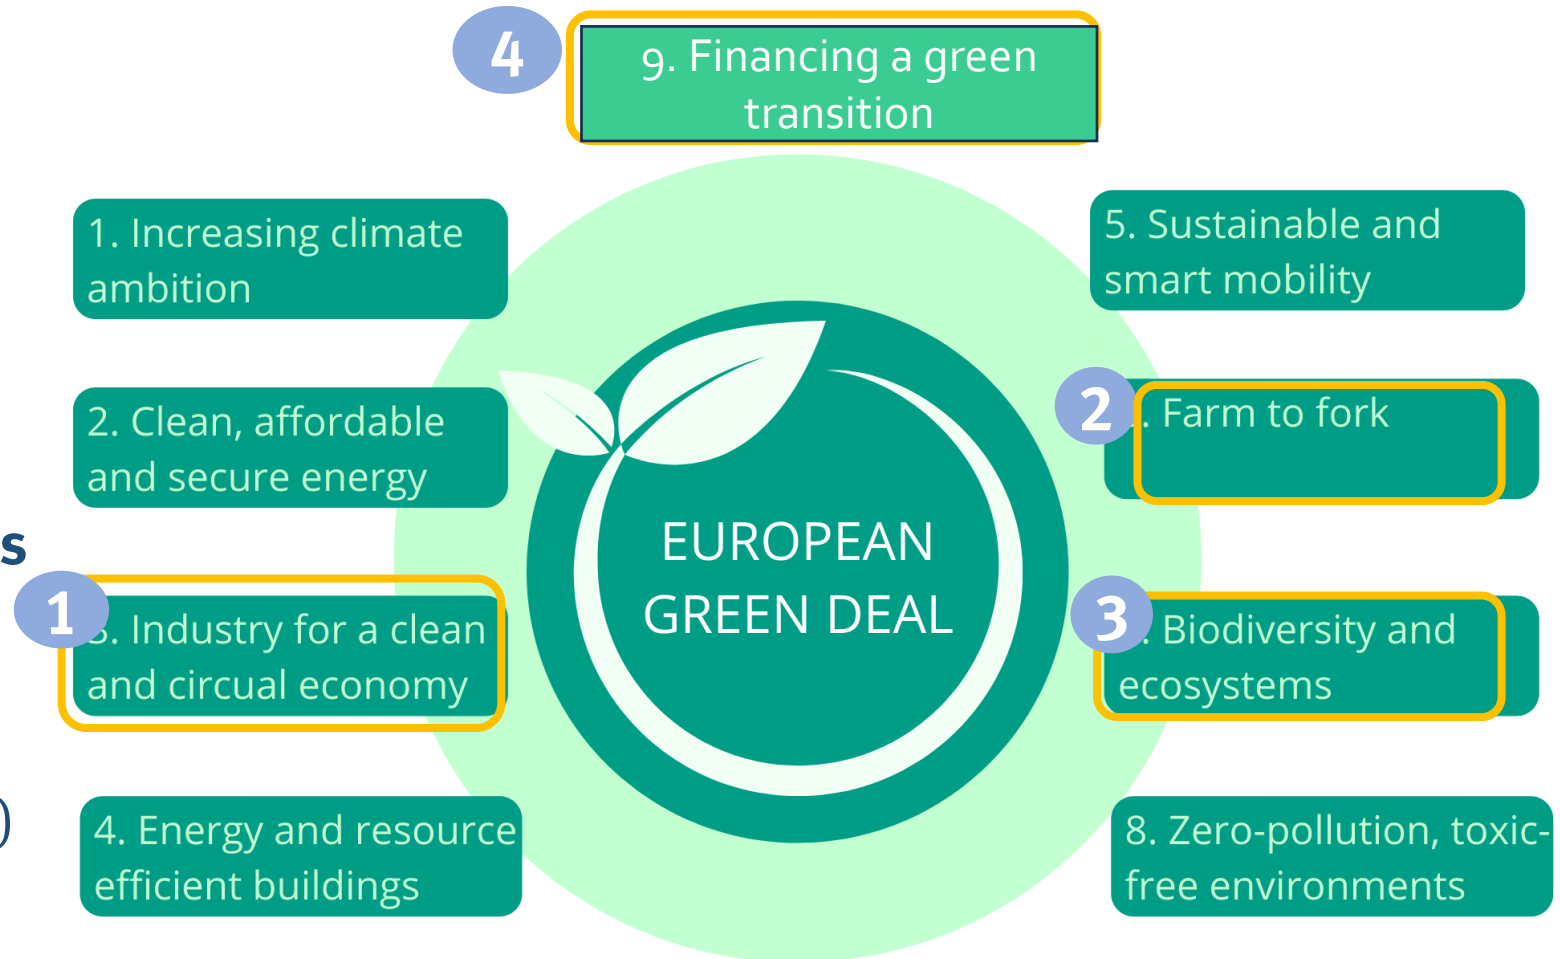 4
9. Financing a green
transition
1. Increasing climate
ambition
2. Clean, affordable
and secure energy
s
1
3. Industry for a clean
and circual economy
)
4. Energy and resource
efficient buildings
EUROPEAN
GREEN DEAL
5. Sustainable and
smart mobility
2
. Farm to fork
3
. Biodiversity and
ecosystems
8. Zero-pollution, toxic-
free environments